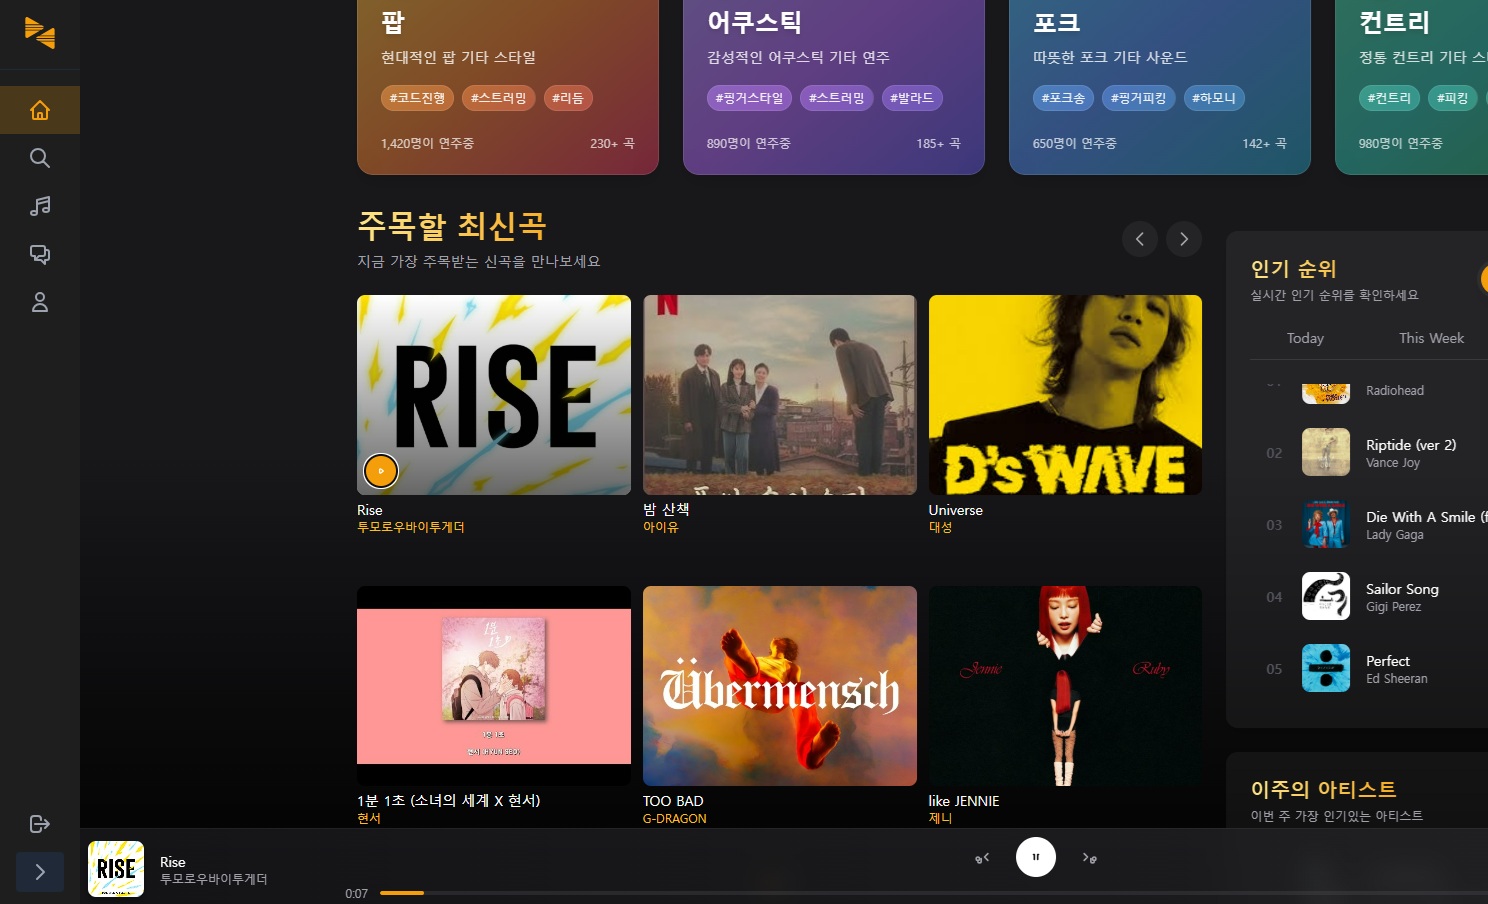 팝
현대적인 팝 기타 스타일
#코드진행 #스트러밍 #리듬
1,420명이 연주중 230+ 곡
어쿠스틱
감성적인 어쿠스틱 기타 연주
#핑거스타일 #스트러밍 #발라드
890명이 연주중 185+ 곡
포크
따뜻한 포크 기타 사운드
#포크송 #핑거피킹 #하모니
650명이 연주중 142+ 곡
컨트리
정통 컨트리 기타
#컨트리 #피킹
980명이 연주중
주목할 최신곡
지금 가장 주목받는 신곡을 만나보세요
RISE
Rise
투모로우바이투게더
N
밤 산책
아이유
D's WAVE
Universe
대성
1분 1초
현서 (HYUN SEO)
1분 1초 (소녀의 세계 X 현서)
현서
Übermensch
TOO BAD
G-DRAGON
Jennie Ruby
like JENNIE
제니
인기 순위
실시간 인기 순위를 확인하세요
Today This Week
Radiohead
02 Riptide (ver 2)
Vance Joy
03 Die With A Smile (f
Lady Gaga
04 Sailor Song
Gigi Perez
05 Perfect
Ed Sheeran
이주의 아티스트
이번 주 가장 인기있는 아티스트
RISE
Rise
투모로우바이투게더
0:07